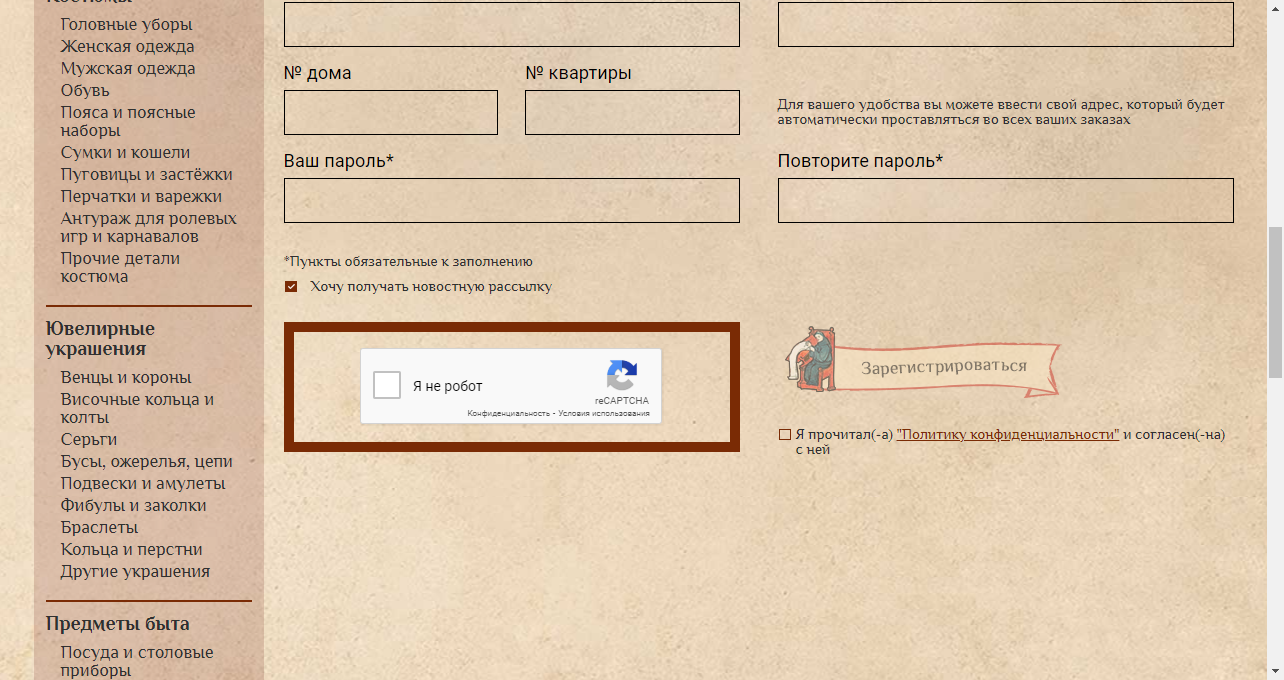 Головные уборы
Женская одежда
Мужская одежда
Обувь
Пояса и поясные
наборы
Сумки и кошели
Пуговицы и застёжки
Перчатки и варежки
Антураж для ролевых
игр и карнавалов
Прочие детали
костюма
Ювелирные
украшения
Венцы и короны
Височные кольца и
колты
Серьги
Бусы, ожерелья, цепи
Подвески и амулеты
Фибулы и заколки
Браслеты
Кольца и перстни
Другие украшения
Предметы быта
Посуда и столовые
приборы
№ дома
№ квартиры
Для вашего удобства вы можете ввести свой адрес, который будет
автоматически проставляться во всех ваших заказах
Ваш пароль*
Повторите пароль*
*Пункты обязательные к заполнению
Хочу получать новостную рассылку
Я не робот
reCAPTCHA
Конфиденциальность - Условия использования
Зарегистрироваться
Я прочитал(-а) "Политику конфиденциальности" и согласен(-на)
с ней